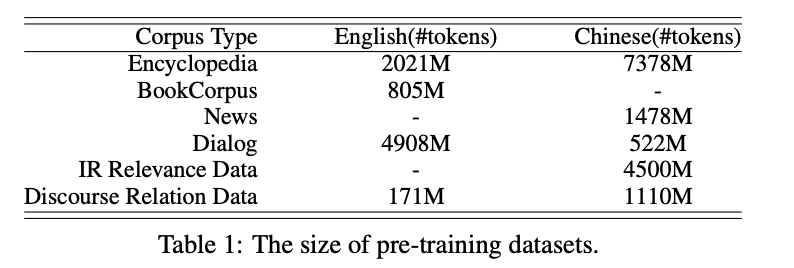 Corpus Type English(#tokens) Chinese(#tokens)
Encyclopedia 2021M 7378M
BookCorpus 805M -
News - 1478M
Dialog 4908M 522M
IR Relevance Data - 4500M
Discourse Relation Data 171M 1110M
Table 1: The size of pre-training datasets.